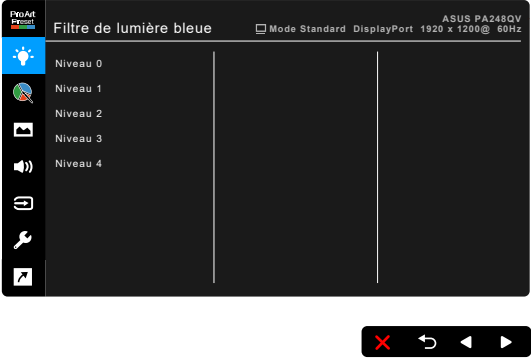 ProArt
Preset
Filtre de lumière bleue
ASUS PA248QV
Mode Standard DisplayPort 1920 x 1200@ 60Hz
Niveau 0
Niveau 1
Niveau 2
Niveau 3
Niveau 4